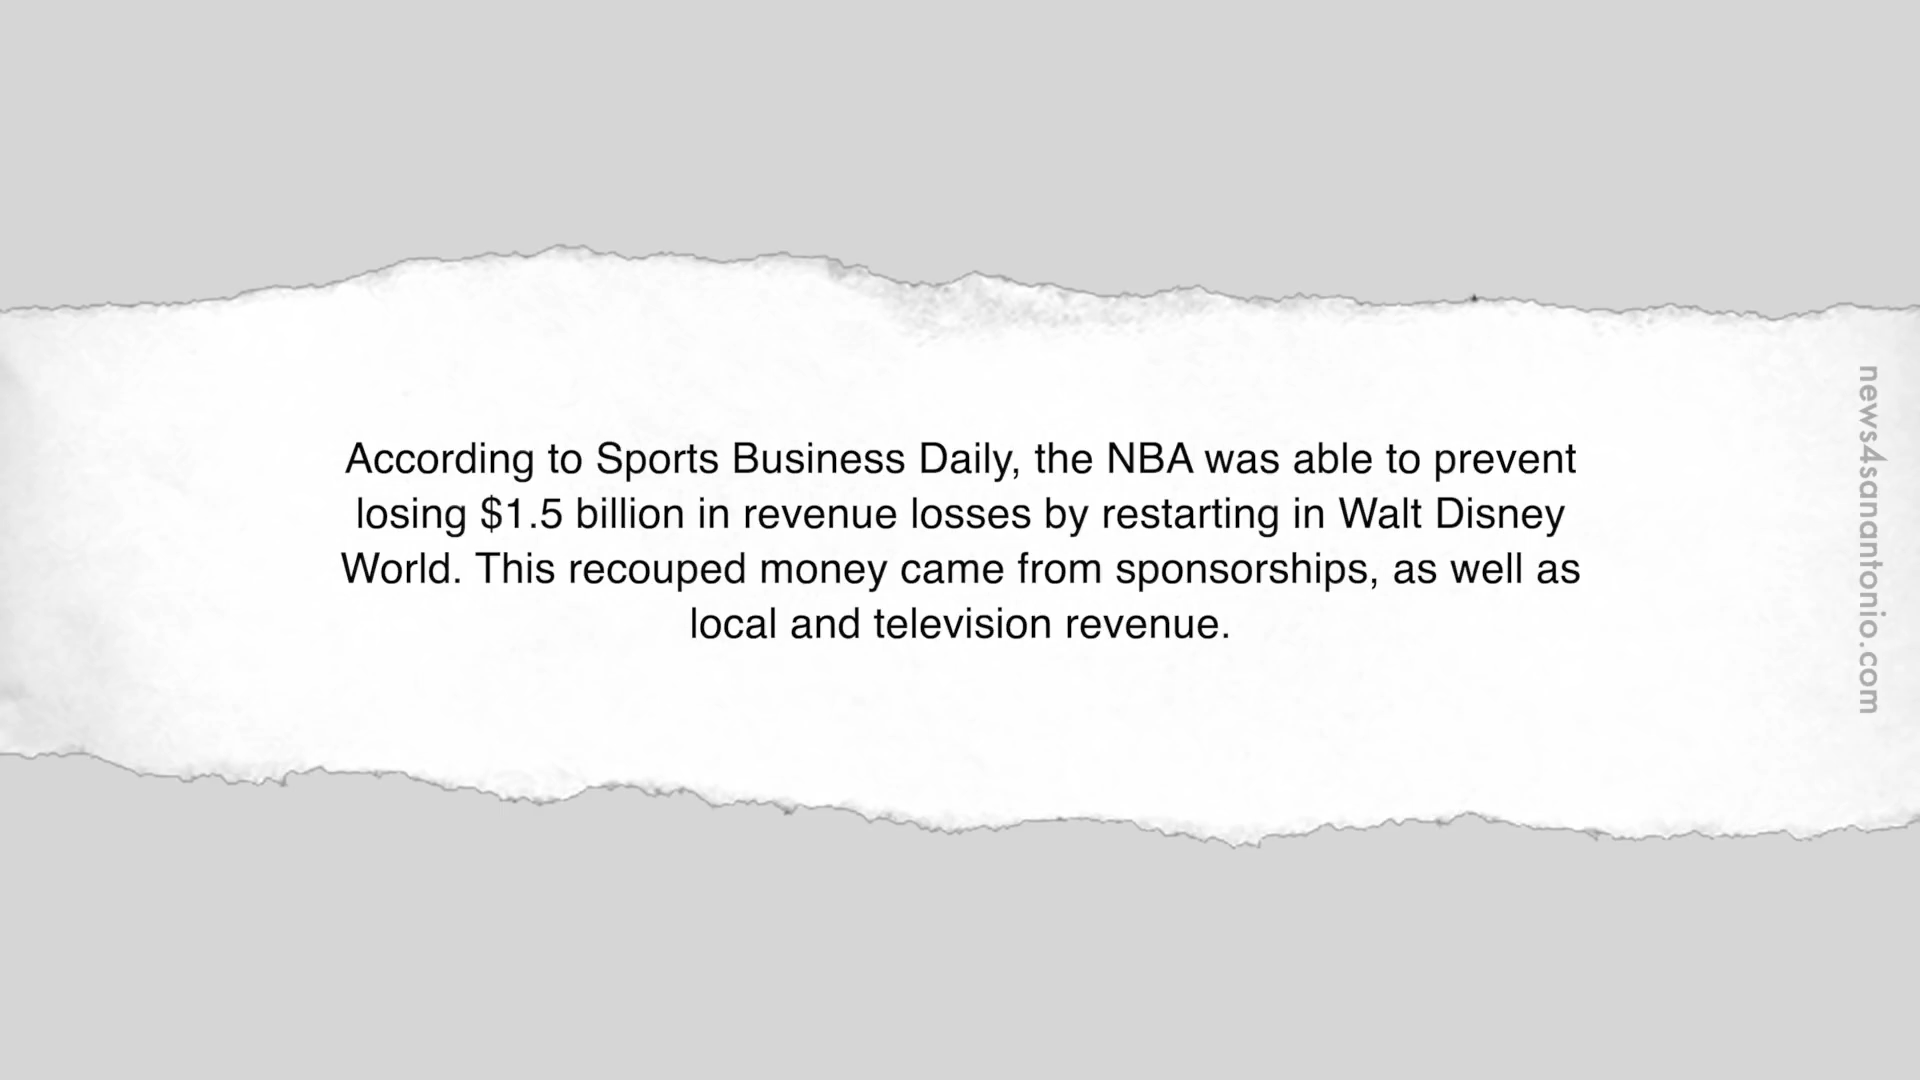 According to Sports Business Daily, the NBA was able to prevent
losing $1.5 billion in revenue losses by restarting in Walt Disney
World. This recouped money came from sponsorships, as well as
local and television revenue.
news4sanantonio.com